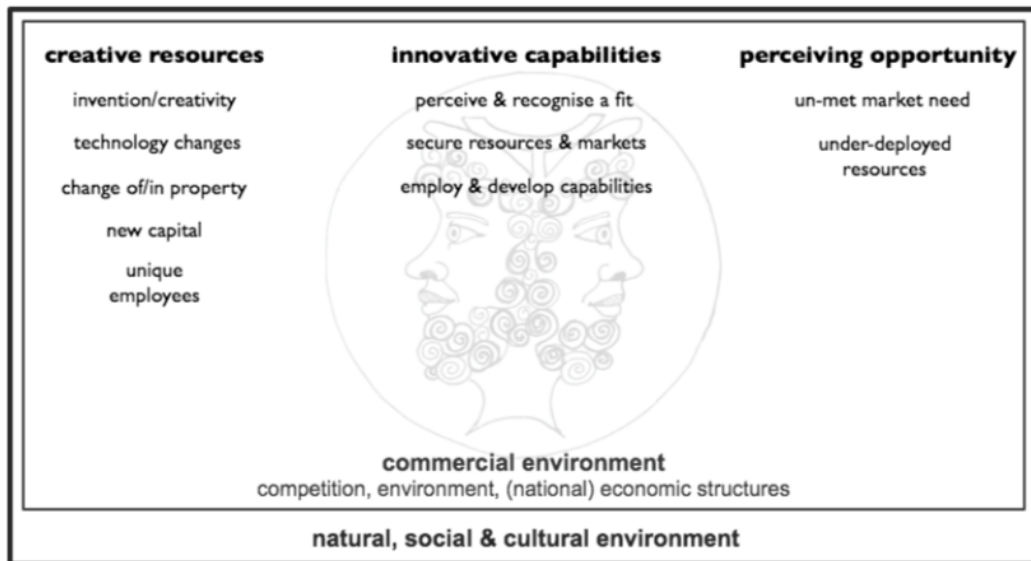 creative resources
invention/creativity
technology changes
change of/in property
new capital
unique
employees
innovative capabilities
perceive & recognise a fit
secure resources & markets
employ & develop capabilities
perceiving opportunity
un-met market need
under-deployed
resources
commercial environment
competition, environment, (national) economic structures
natural, social & cultural environment